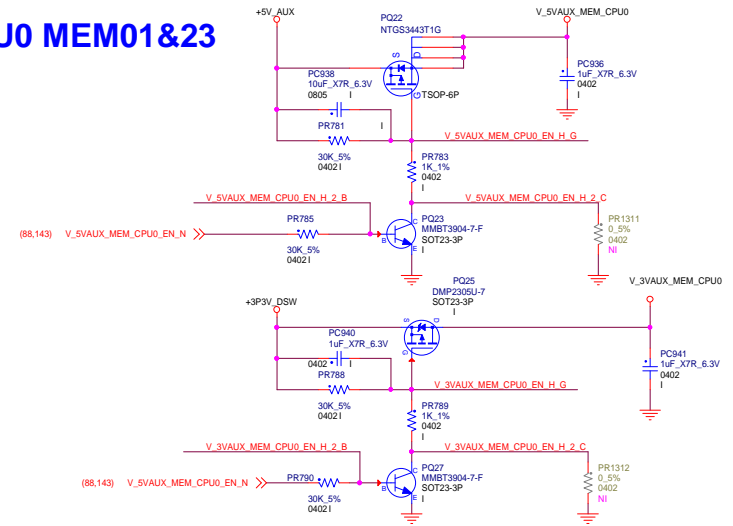 U0 MEM01&23
+5V_AUX
PQ22
NTGS3443T1G
V_5VAUX_MEM_CPU0
S
D
G
TSOP-6P
PC938
10uF_X7R_6.3V
0805 I
PC936
1uF_X7R_6.3V
0402
I
PR781 I
30K_5%
0402 I
V_5VAUX_MEM_CPU0_EN_H_G
PR783
1K_1%
0402
I
V_5VAUX_MEM_CPU0_EN_H_2_B
V_5VAUX_MEM_CPU0_EN_H_2_C
(88,143) V_5VAUX_MEM_CPU0_EN_N
PR785
30K_5%
0402 I
B
C
E
PQ23
MMBT3904-7-F
SOT23-3P
I
PR1311
0_5%
0402
NI
PQ25
DMP2305U-7
SOT23-3P
I
+3P3V_DSW
V_3VAUX_MEM_CPU0
S
D
G
PC940
1uF_X7R_6.3V
0402 I
PC941
1uF_X7R_6.3V
0402
I
PR788
30K_5%
0402 I
V_3VAUX_MEM_CPU0_EN_H_G
PR789
1K_1%
0402
I
V_3VAUX_MEM_CPU0_EN_H_2_B
V_3VAUX_MEM_CPU0_EN_H_2_C
(88,143) V_5VAUX_MEM_CPU0_EN_N
PR790
30K_5%
0402 I
B
C
E
PQ27
MMBT3904-7-F
SOT23-3P
I
PR1312
0_5%
0402
NI